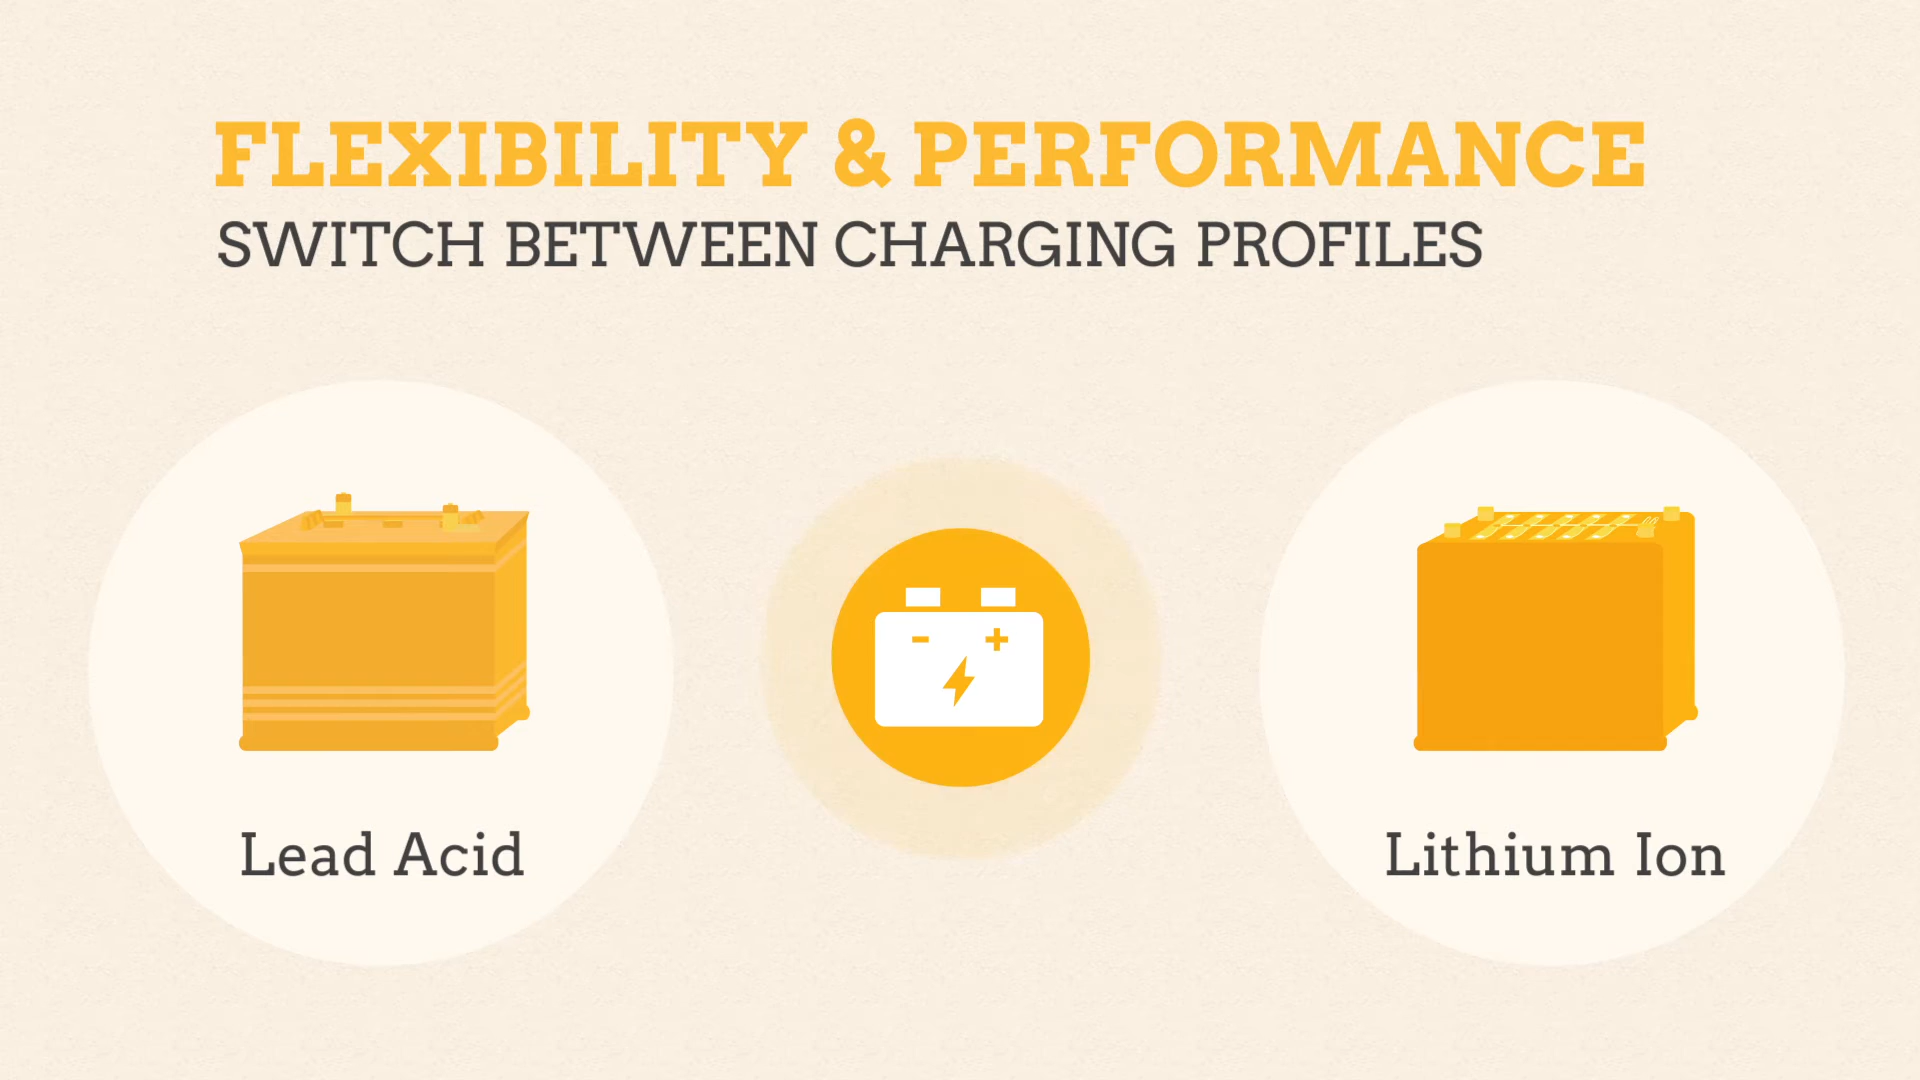 FLEXIBILITY & PERFORMANCE
SWITCH BETWEEN CHARGING PROFILES
- +
Lead Acid
Lithium Ion